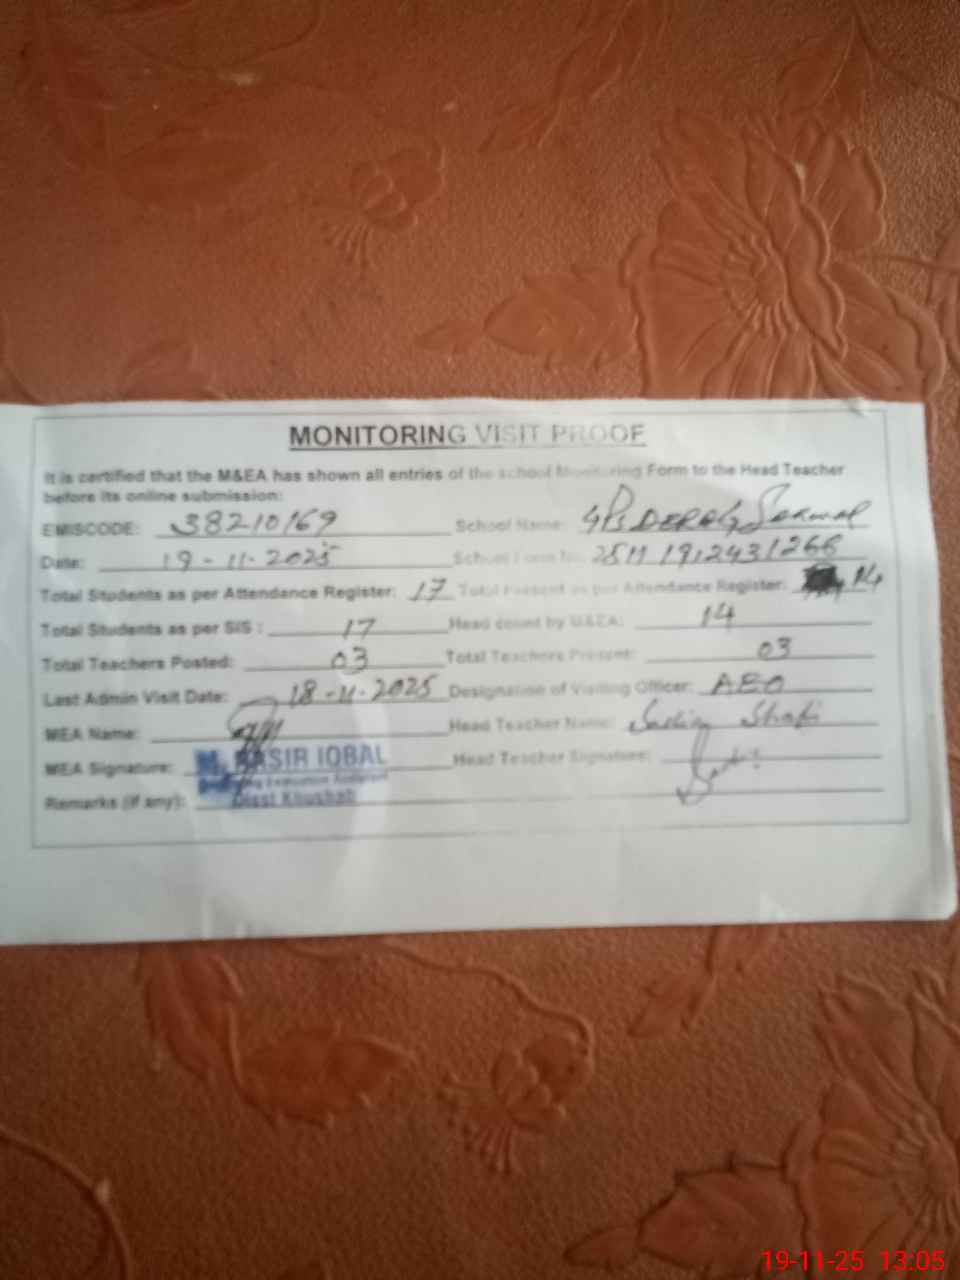 MONITORING VISIT PROOF
It is certified that the M&EA has shown all entries of the school Monitoring Form to the Head Teacher
before its online submission:
EMISCODE: 38210169 School Name: GPS DERA
Date: 19-11-2025 School Form No. 25111912431266
Total Students as per Attendance Register: 17 Total Present as per Attendance Register: 14
Total Students as per SIS : 17 Head count by M&EA: 14
Total Teachers Posted: 03 Total Teachers Present: 03
Last Admin Visit Date: 18-11-2025 Designation of Visiting Officer: AEO
MEA Name: Head Teacher Name: Shafi
MEA Signature: Head Teacher Signature:
Remarks (if any):
IQBAL
Distt Khushab
19-11-25 13:05